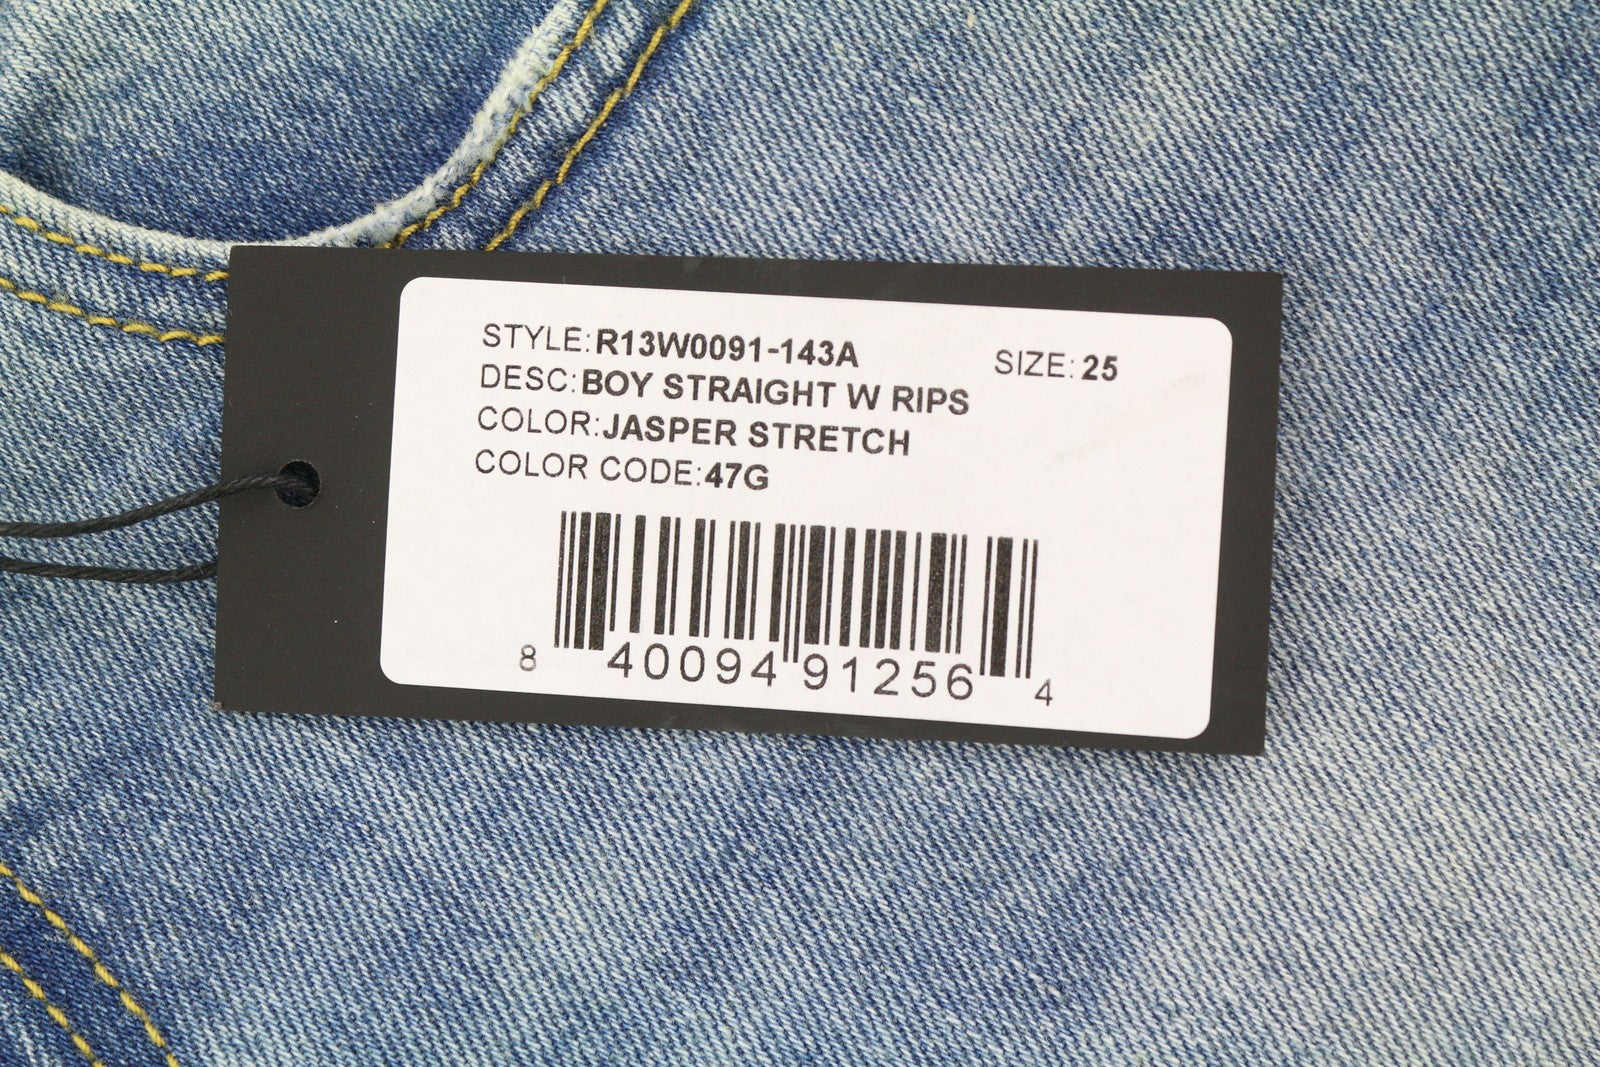 STYLE:R13W0091-143A SIZE: 25
DESC:BOY STRAIGHT W RIPS
COLOR:JASPER STRETCH
COLOR CODE:47G
8 40094 91256 4